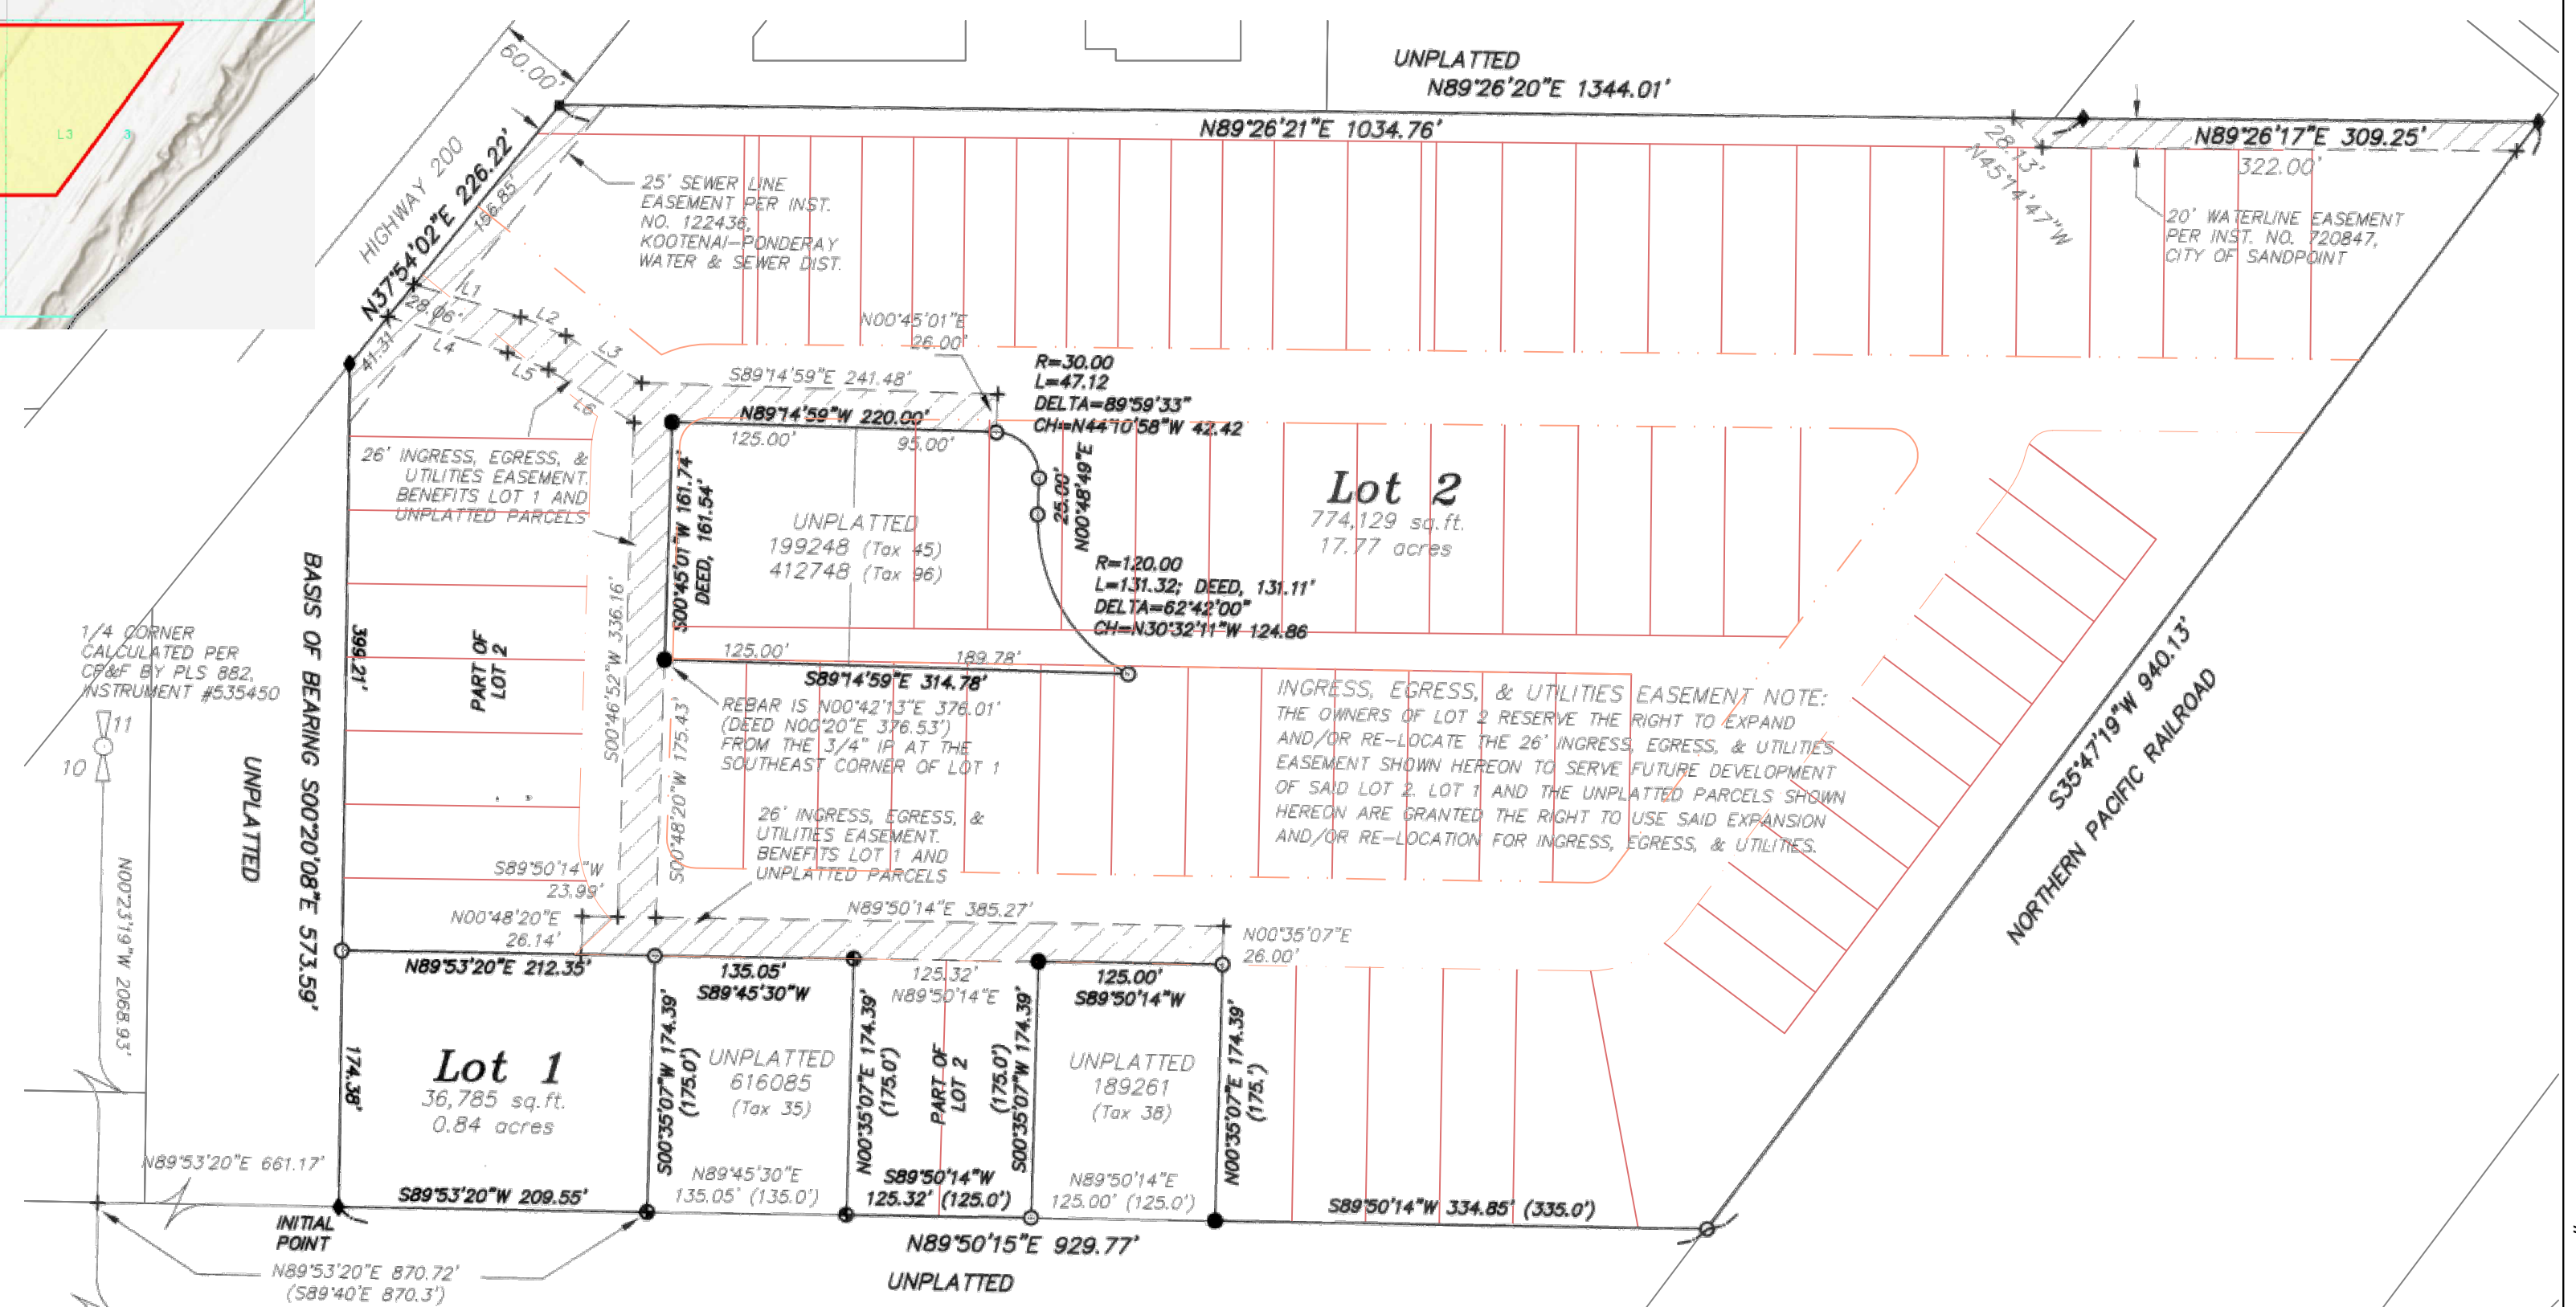 L3
3
60.00'
HIGHWAY 200
N37°54'02"E 226.22'
156.85'
28.06'
41.31'
L1
L2
L3
L4
L5
L6
UNPLATTED
N89°26'20"E 1344.01'
N89°26'21"E 1034.76'
N89°26'17"E 309.25'
322.00'
28.13'
N45°14'47"W
20' WATERLINE EASEMENT
PER INST. NO. 720847,
CITY OF SANDPOINT
25' SEWER LINE
EASEMENT PER INST.
NO. 122436,
KOOTENAI-PONDERAY
WATER & SEWER DIST.
N00°45'01"E
26.00'
S89°14'59"E 241.48'
N89°14'59"W 220.00'
125.00'
95.00'
R=30.00
L=47.12
DELTA=89°59'33"
CH=N44°10'58"W 42.42
25.00'
N00°48'49"E
Lot 2
774,129 sq.ft.
17.77 acres
26' INGRESS, EGRESS, &
UTILITIES EASEMENT.
BENEFITS LOT 1 AND
UNPLATTED PARCELS
S00°45'01"W 161.74'
DEED, 161.54'
UNPLATTED
199248 (Tax 45)
412748 (Tax 96)
R=120.00
L=131.32; DEED, 131.11'
DELTA=62°42'00"
CH=N30°32'11"W 124.86
125.00'
189.78'
S89°14'59"E 314.78'
BASIS OF BEARING S00°20'08"E 573.59'
399.21'
PART OF
LOT 2
S00°46'52"W 336.16'
S00°48'20"W 175.43'
1/4 CORNER
CALCULATED PER
CP&F BY PLS 882,
INSTRUMENT #535450
11
10
UNPLATTED
N00°23'19"W 2068.93'
REBAR IS N00°42'13"E 376.01'
(DEED N00°20"E 376.53')
FROM THE 3/4" IP AT THE
SOUTHEAST CORNER OF LOT 1
INGRESS, EGRESS, & UTILITIES EASEMENT NOTE:
THE OWNERS OF LOT 2 RESERVE THE RIGHT TO EXPAND
AND/OR RE-LOCATE THE 26' INGRESS, EGRESS, & UTILITIES
EASEMENT SHOWN HEREON TO SERVE FUTURE DEVELOPMENT
OF SAID LOT 2. LOT 1 AND THE UNPLATTED PARCELS SHOWN
HEREON ARE GRANTED THE RIGHT TO USE SAID EXPANSION
AND/OR RE-LOCATION FOR INGRESS, EGRESS, & UTILITIES.
S35°47'19"W 940.13'
NORTHERN PACIFIC RAILROAD
26' INGRESS, EGRESS, &
UTILITIES EASEMENT.
BENEFITS LOT 1 AND
UNPLATTED PARCELS
S89°50'14"W
23.99'
N00°48'20"E
26.14'
N89°50'14"E 385.27'
N00°35'07"E
26.00'
N89°53'20"E 212.35'
135.05'
S89°45'30"W
125.32'
N89°50'14"E
125.00'
S89°50'14"W
174.38'
Lot 1
36,785 sq.ft.
0.84 acres
S00°35'07"W 174.39'
(175.0')
UNPLATTED
616085
(Tax 35)
N00°35'07"E 174.39'
(175.0')
PART OF
LOT 2
(175.0')
S00°35'07"W 174.39'
UNPLATTED
189261
(Tax 38)
N00°35'07"E 174.39'
(175.')
N89°53'20"E 661.17'
S89°53'20"W 209.55'
N89°45'30"E
135.05' (135.0')
S89°50'14"W
125.32' (125.0')
N89°50'14"E
125.00' (125.0')
S89°50'14"W 334.85' (335.0')
INITIAL
POINT
N89°50'15"E 929.77'
N89°53'20"E 870.72'
(S89°40'E 870.3')
UNPLATTED